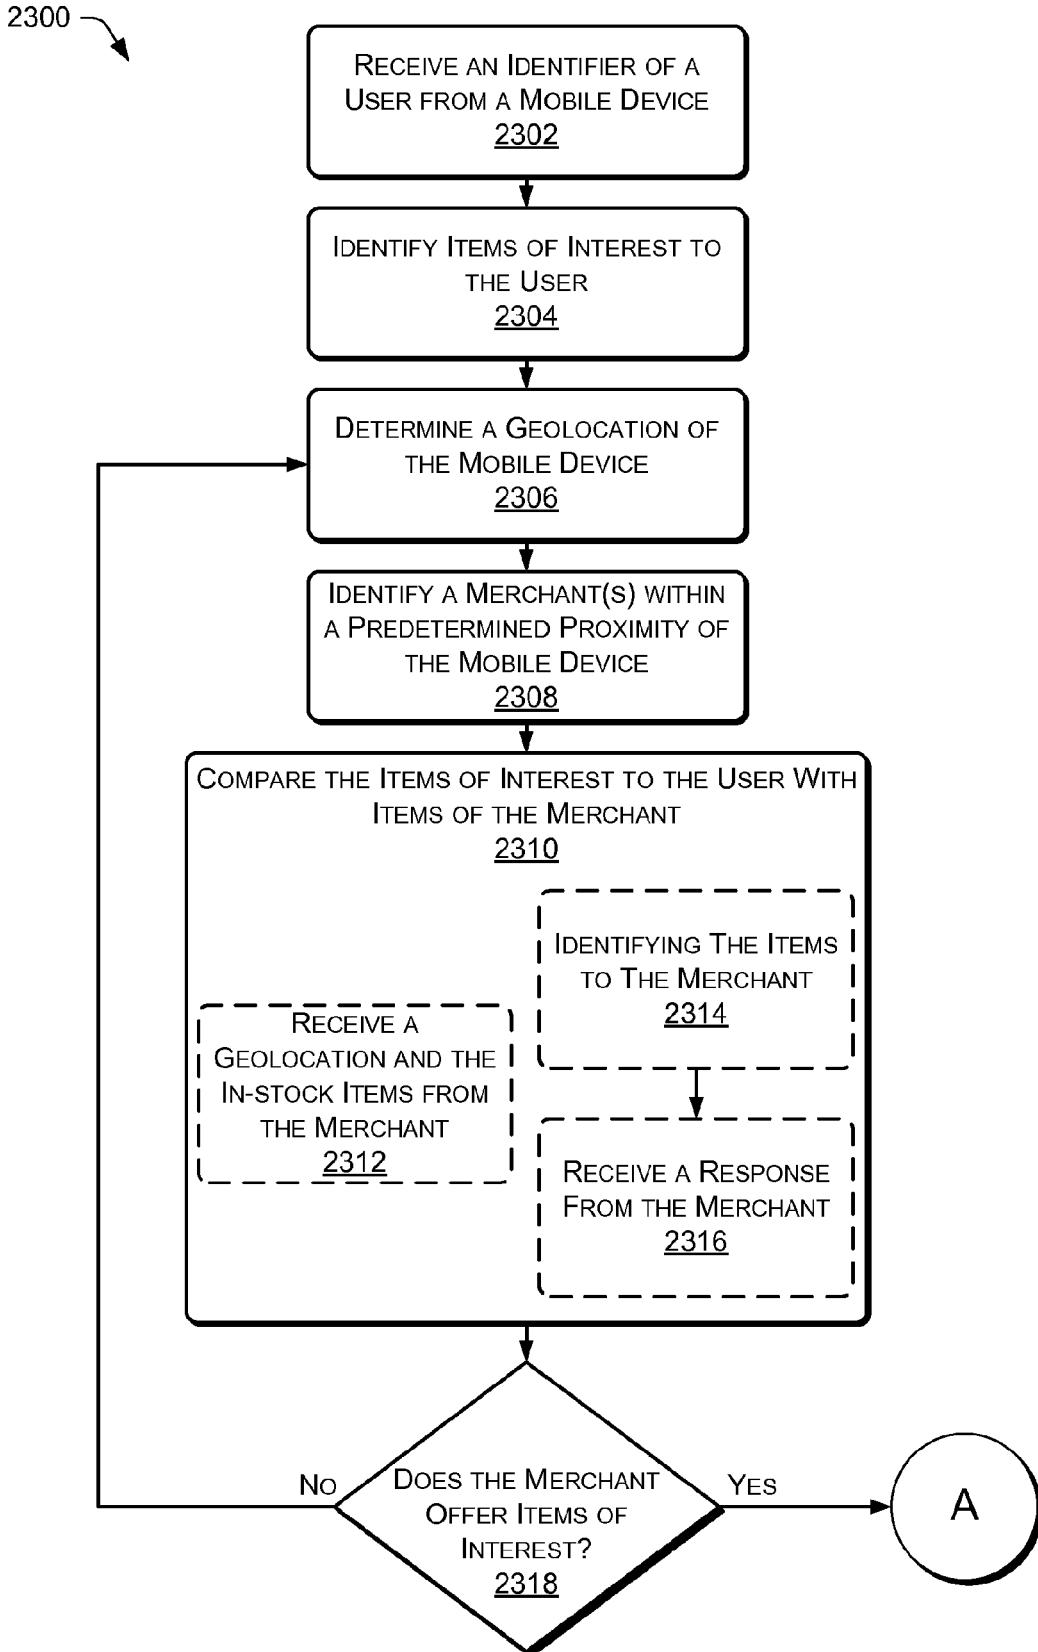 2300
RECEIVE AN IDENTIFIER OF A
USER FROM A MOBILE DEVICE
2302
IDENTIFY ITEMS OF INTEREST TO
THE USER
2304
DETERMINE A GEOLOCATION OF
THE MOBILE DEVICE
2306
IDENTIFY A MERCHANT(S) WITHIN
A PREDETERMINED PROXIMITY OF
THE MOBILE DEVICE
2308
COMPARE THE ITEMS OF INTEREST TO THE USER WITH
ITEMS OF THE MERCHANT
2310
RECEIVE A
GEOLOCATION AND THE
IN-STOCK ITEMS FROM
THE MERCHANT
2312
IDENTIFYING THE ITEMS
TO THE MERCHANT
2314
RECEIVE A RESPONSE
FROM THE MERCHANT
2316
NO
DOES THE MERCHANT
OFFER ITEMS OF
INTEREST?
2318
YES
A